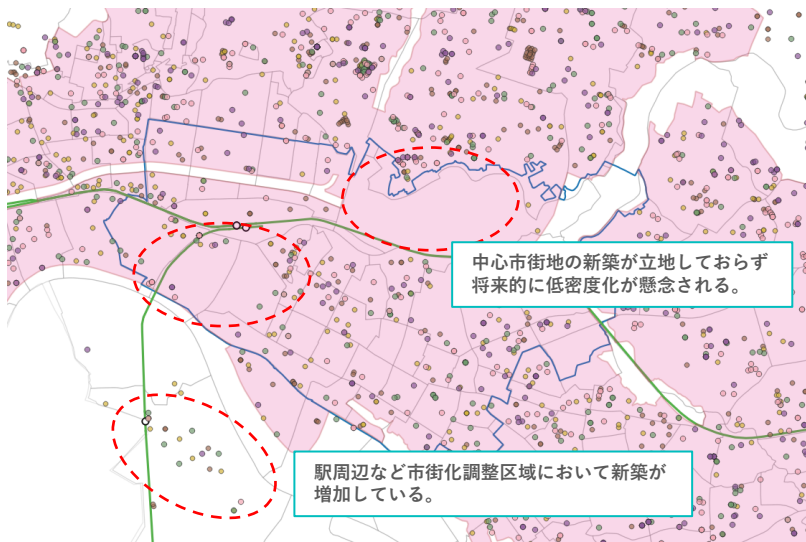 中心市街地の新築が立地しておらず
将来的に低密度化が懸念される。
駅周辺など市街化調整区域において新築が
増加している。